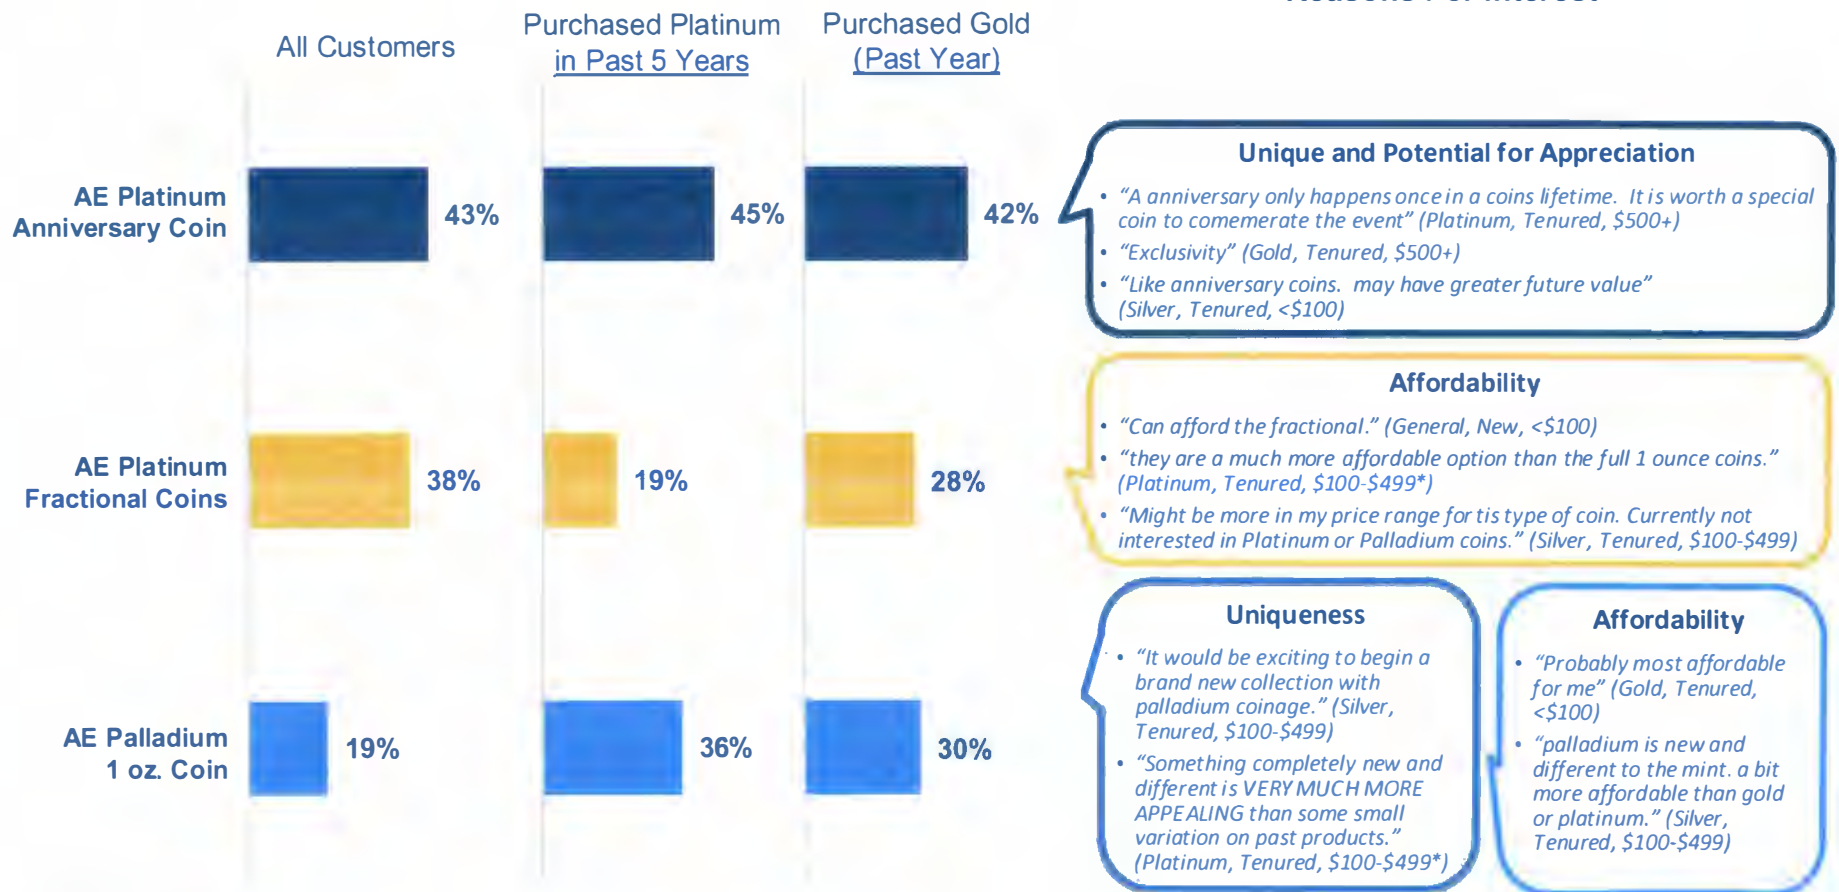 All Customers
Purchased Platinum
in Past 5 Years
Purchased Gold
(Past Year)
AE Platinum
Anniversary Coin
43%
45%
42%
Unique and Potential for Appreciation
• “A anniversary only happens once in a coins lifetime. It is worth a special
coin to comemerate the event” (Platinum, Tenured, $500+)
• “Exclusivity” (Gold, Tenured, $500+)
• “Like anniversary coins. may have greater future value”
(Silver, Tenured, <$100)
AE Platinum
Fractional Coins
38%
19%
28%
Affordability
• “Can afford the fractional.” (General, New, <$100)
• “they are a much more affordable option than the full 1 ounce coins.”
(Platinum, Tenured, $100-$499*)
• “Might be more in my price range for tis type of coin. Currently not
interested in Platinum or Palladium coins.” (Silver, Tenured, $100-$499)
AE Palladium
1 oz. Coin
19%
36%
30%
Uniqueness
• “It would be exciting to begin a
brand new collection with
palladium coinage.” (Silver,
Tenured, $100-$499)
• “Something completely new and
different is VERY MUCH MORE
APPEALING than some small
variation on past products.”
(Platinum, Tenured, $100-$499*)
Affordability
• “Probably most affordable
for me” (Gold, Tenured,
<$100)
• “palladium is new and
different to the mint. a bit
more affordable than gold
or platinum.” (Silver,
Tenured, $100-$499)